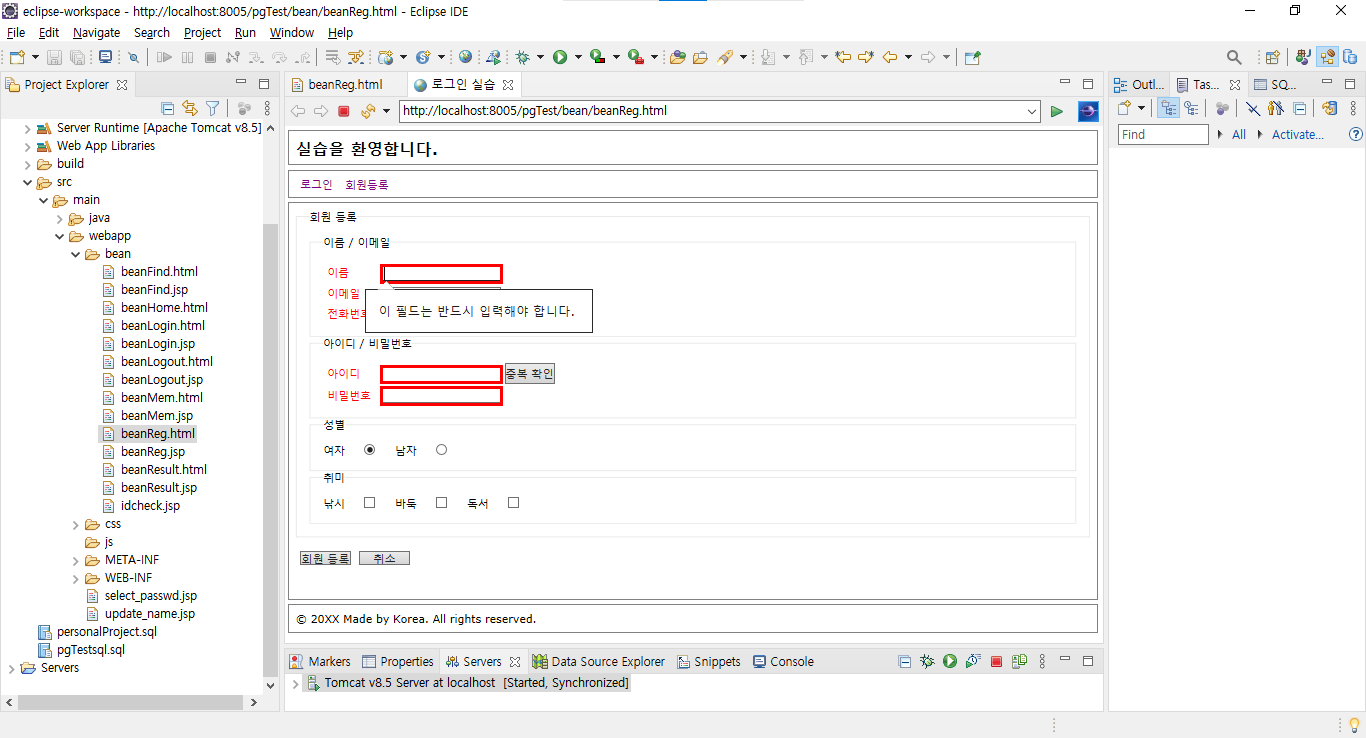 eclipse-workspace - http://localhost:8005/pgTest/bean/beanReg.html - Eclipse IDE
File Edit Navigate Search Project Run Window Help
Project Explorer
Server Runtime [Apache Tomcat v8.5]
Web App Libraries
build
src
main
java
webapp
bean
beanFind.html
beanFind.jsp
beanHome.html
beanLogin.html
beanLogin.jsp
beanLogout.html
beanLogout.jsp
beanMem.html
beanMem.jsp
beanReg.html
beanReg.jsp
beanResult.html
beanResult.jsp
idcheck.jsp
css
js
META-INF
WEB-INF
select_passwd.jsp
update_name.jsp
personalProject.sql
pgTestsql.sql
Servers
beanReg.html 로그인 실습
http://localhost:8005/pgTest/bean/beanReg.html
실습을 환영합니다.
로그인 회원등록
회원 등록
이름 / 이메일
이름
이메일
전화번호
이 필드는 반드시 입력해야 합니다.
아이디 / 비밀번호
아이디 중복 확인
비밀번호
성별
여자 남자
취미
낚시 바둑 독서
회원 등록 취소
© 20XX Made by Korea. All rights reserved.
Markers Properties Servers Data Source Explorer Snippets Console
Tomcat v8.5 Server at localhost [Started, Synchronized]
Outl... Tas... SQ...
Find All Activate...